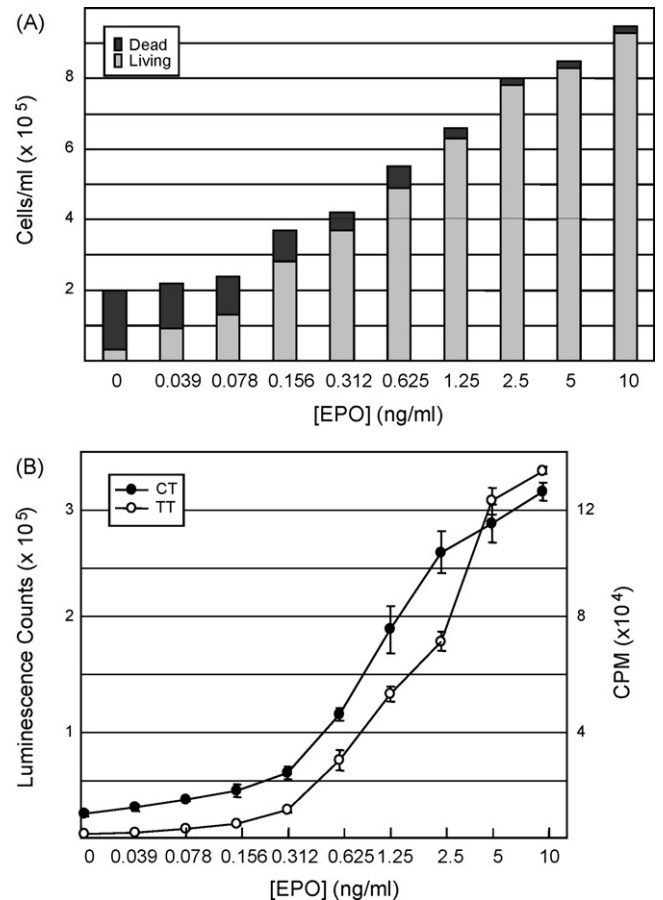 (A)
Dead
Living
Cells/ml (x 10⁵)
8
6
4
2
0 0.039 0.078 0.156 0.312 0.625 1.25 2.5 5 10
[EPO] (ng/ml)
(B)
CT
TT
Luminescence Counts (x 10⁵)
3
2
1
CPM (x10⁴)
12
8
4
0 0.039 0.078 0.156 0.312 0.625 1.25 2.5 5 10
[EPO] (ng/ml)